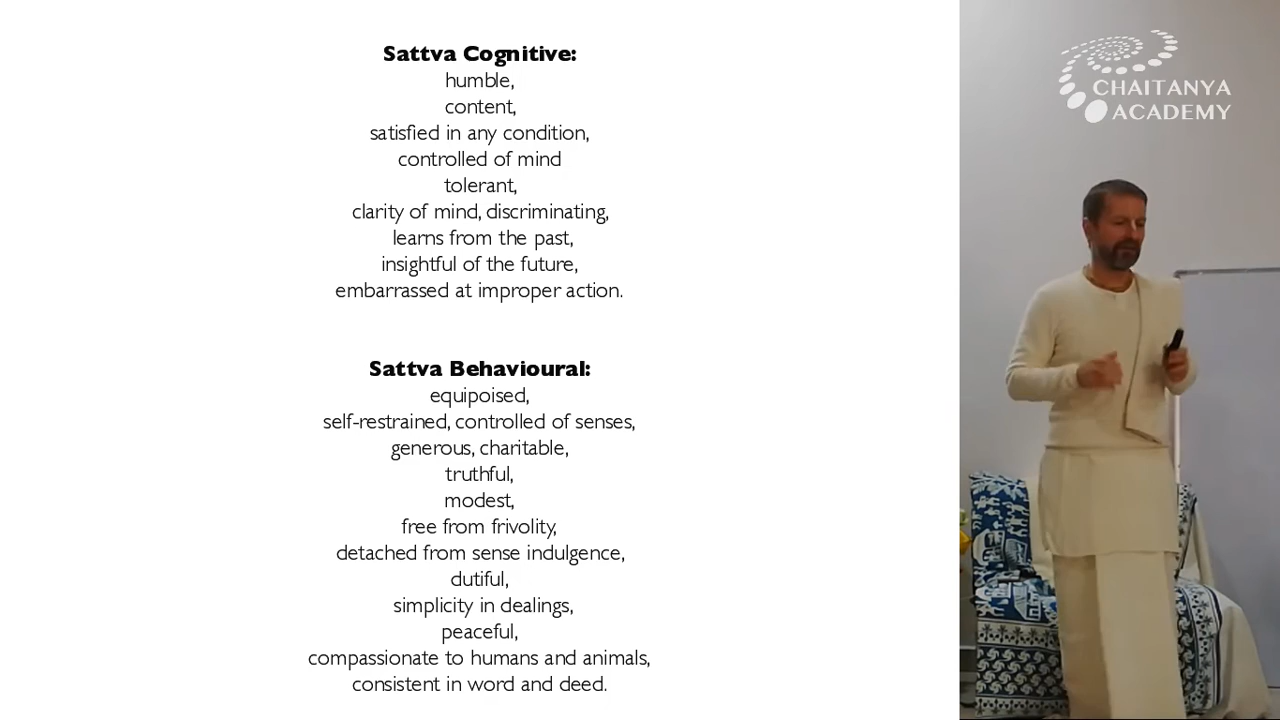 Sattva Cognitive:
humble,
content,
satisfied in any condition,
controlled of mind
tolerant,
clarity of mind, discriminating,
learns from the past,
insightful of the future,
embarrassed at improper action.
Sattva Behavioural:
equipoised,
self-restrained, controlled of senses,
generous, charitable,
truthful,
modest,
free from frivolity,
detached from sense indulgence,
dutiful,
simplicity in dealings,
peaceful,
compassionate to humans and animals,
consistent in word and deed.
CHAITANYA
ACADEMY